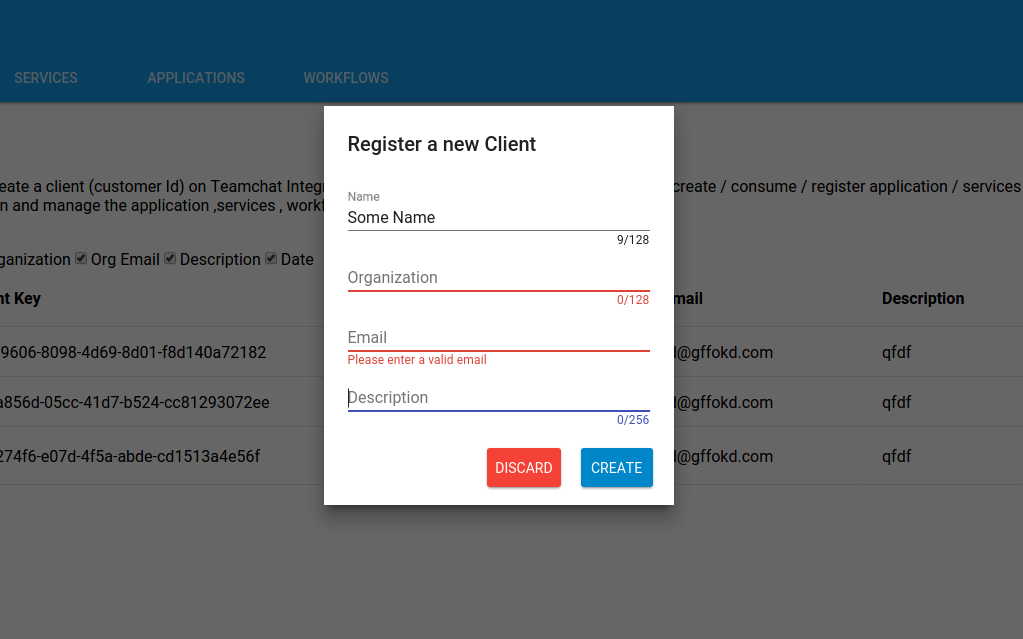 SERVICES APPLICATIONS WORKFLOWS
Register a new Client
Name
Some Name
9/128
Organization
0/128
Email
Please enter a valid email
Description
0/256
DISCARD CREATE
eate a client (customer Id) on Teamchat Integ create / consume / register application / services
n and manage the application ,services , workf
ganization Org Email Description Date
nt Key mail Description
9606-8098-4d69-8d01-f8d140a72182 l@gffokd.com qfdf
a856d-05cc-41d7-b524-cc81293072ee l@gffokd.com qfdf
274f6-e07d-4f5a-abde-cd1513a4e56f l@gffokd.com qfdf